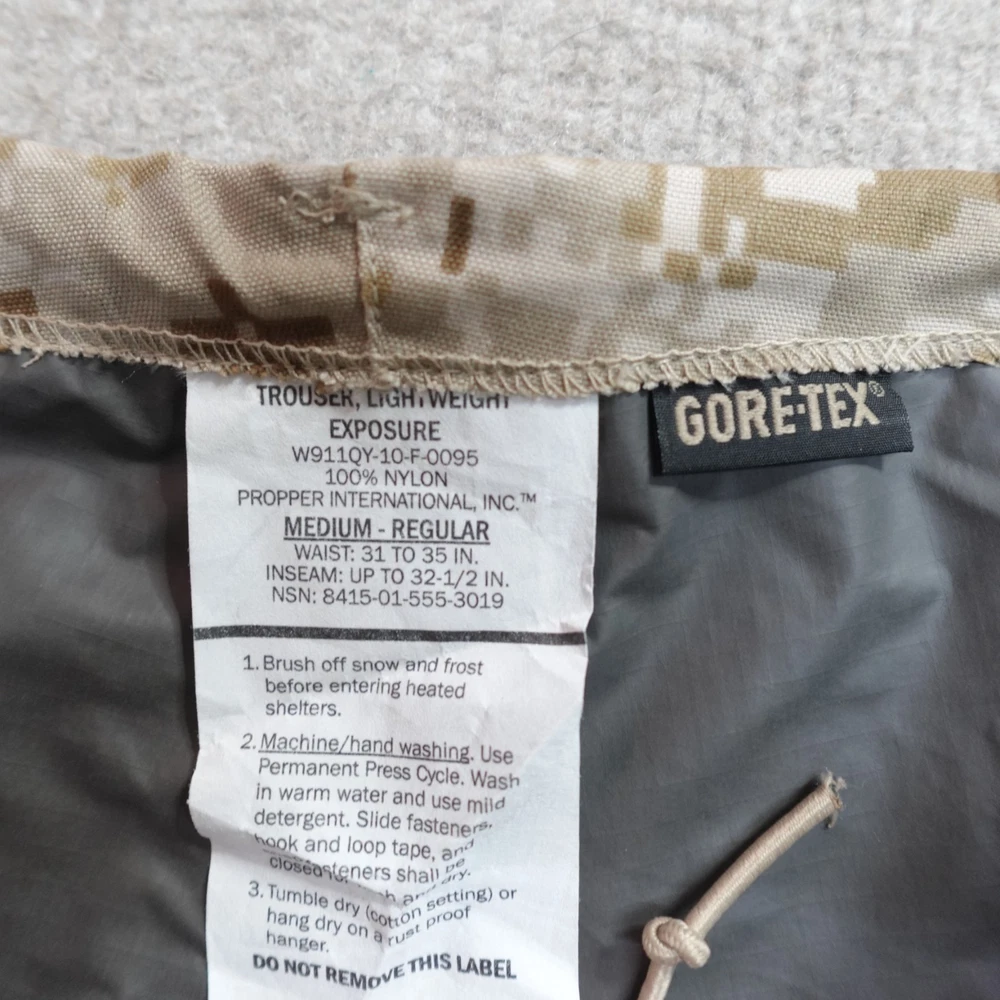 TROUSER, LIGHTWEIGHT
EXPOSURE
W911QY-10-F-0095
100% NYLON
PROPPER INTERNATIONAL, INC.™
MEDIUM - REGULAR
WAIST: 31 TO 35 IN.
INSEAM: UP TO 32-1/2 IN.
NSN: 8415-01-555-3019
1. Brush off snow and frost
before entering heated
shelters.
2. Machine/hand washing. Use
Permanent Press Cycle. Wash
in warm water and use mild
detergent. Slide fasteners,
hook and loop tape, and
shall be
and dry.
3. Tumble dry (cotton setting) or
hang dry on a rust proof
hanger.
DO NOT REMOVE THIS LABEL
GORE-TEX®